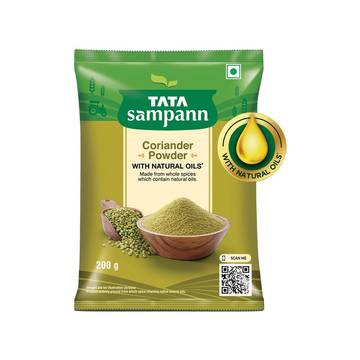 TATA
sampann
Coriander
Powder
WITH NATURAL OILS*
Made from whole spices
which contain natural oils.
WITH NATURAL OILS*
200 g
SCAN ME